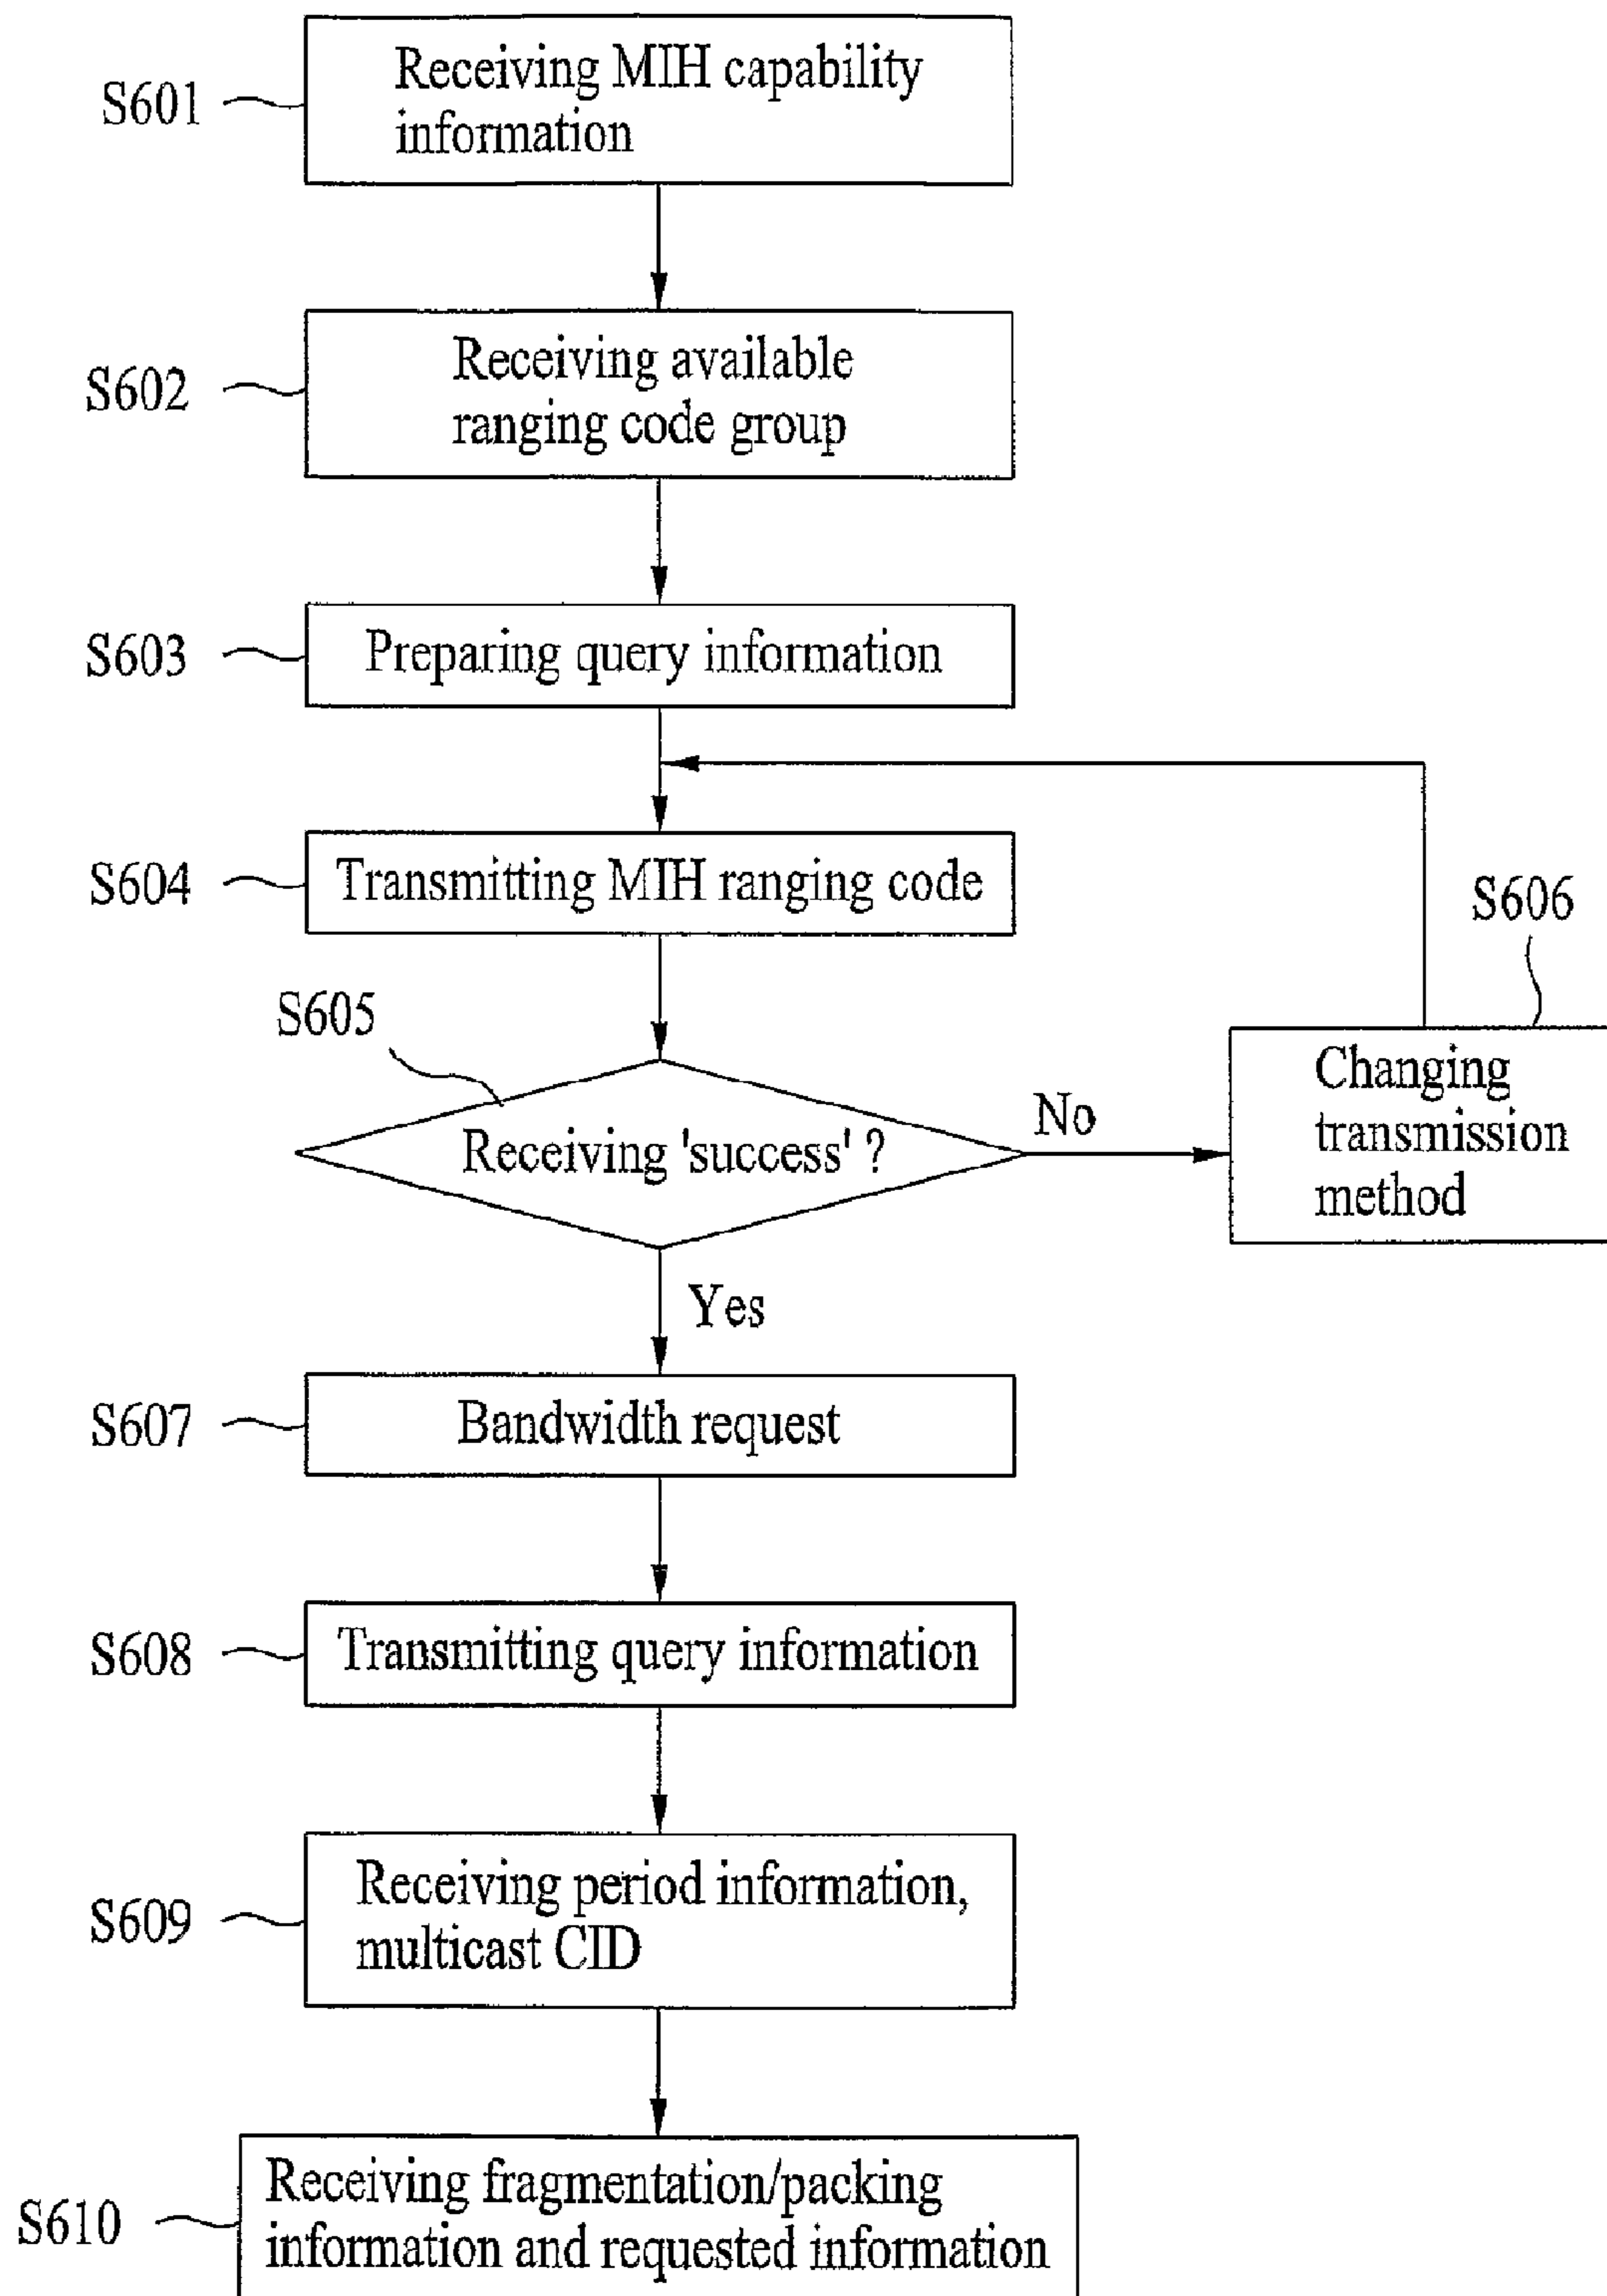 S601
Receiving MIH capability
information
S602
Receiving available
ranging code group
S603
Preparing query information
S604
Transmitting MIH ranging code
S605
Receiving 'success' ?
No
S606
Changing
transmission
method
Yes
S607
Bandwidth request
S608
Transmitting query information
S609
Receiving period information,
multicast CID
S610
Receiving fragmentation/packing
information and requested information